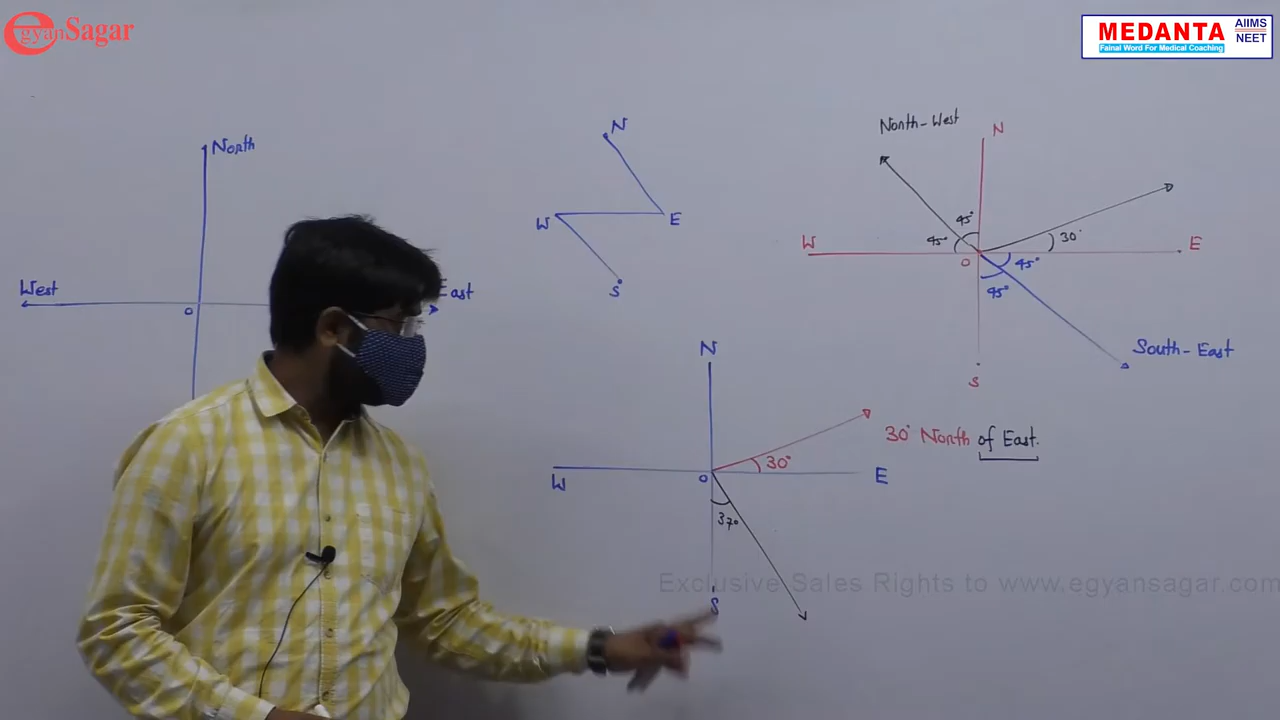 egyanSagar
MEDANTA
Fainal Word For Medical Coaching
AIIMS
NEET
North
West
East
O
N
W
E
S
North-West
N
45°
45°
30°
W
O
E
45°
45°
South-East
S
N
30° North of East.
30°
W
O
E
37°
S
Exclusive Sales Rights to www.egyansagar.com